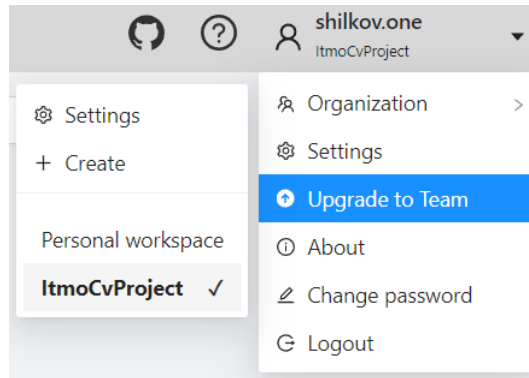 shilkov.one
ItmoCvProject
Settings
Create
Personal workspace
ItmoCvProject
Organization
Settings
Upgrade to Team
About
Change password
Logout